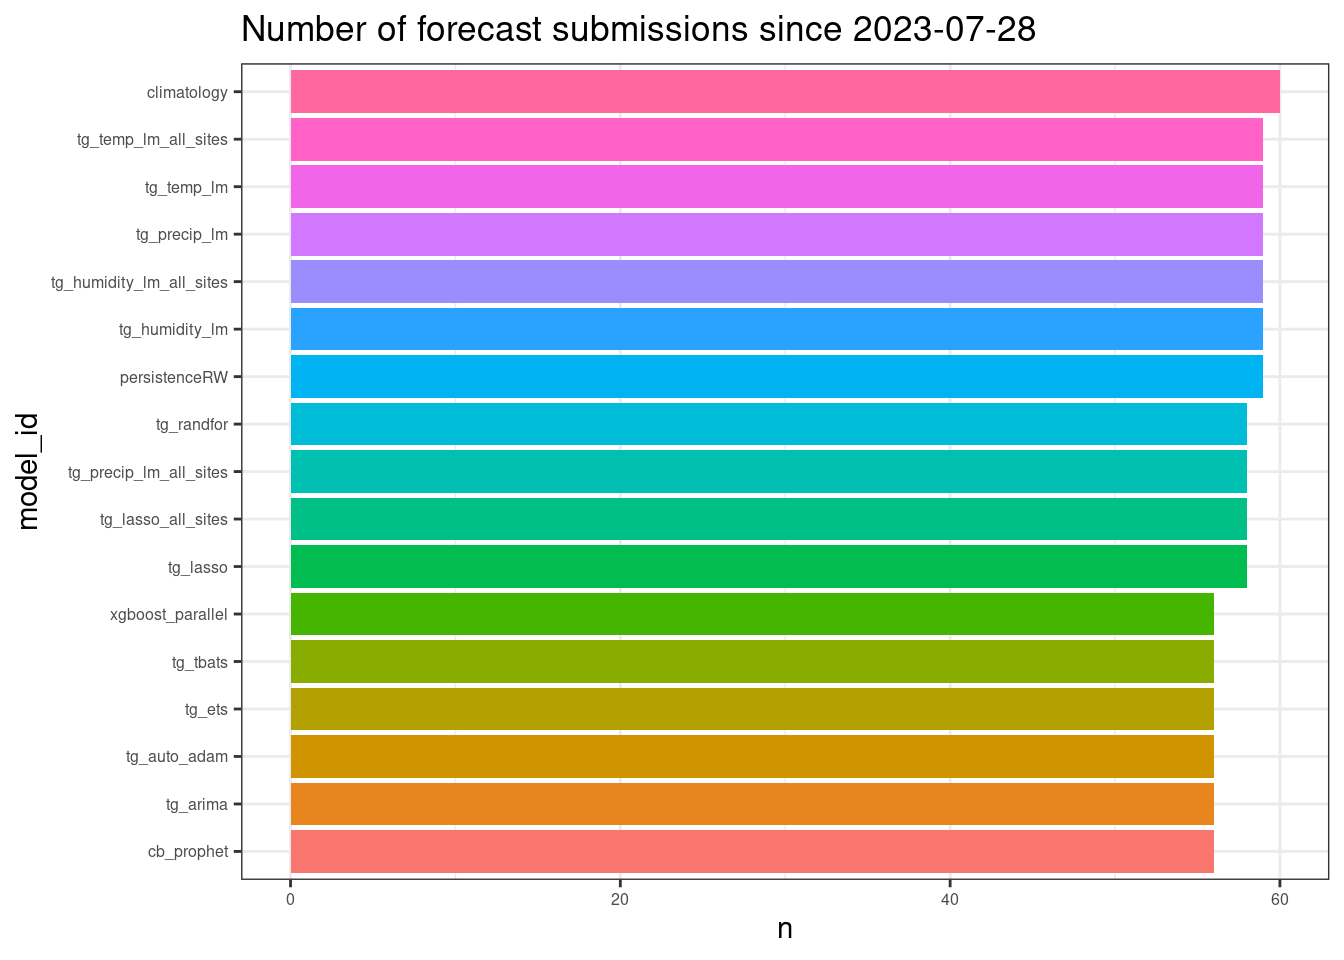 Number of forecast submissions since 2023-07-28
climatology
tg_temp_lm_all_sites
tg_temp_lm
tg_precip_lm
tg_humidity_lm_all_sites
tg_humidity_lm
persistenceRW
tg_randfor
tg_precip_lm_all_sites
tg_lasso_all_sites
tg_lasso
xgboost_parallel
tg_tbats
tg_ets
tg_auto_adam
tg_arima
cb_prophet
model_id
0 20 40 60
n